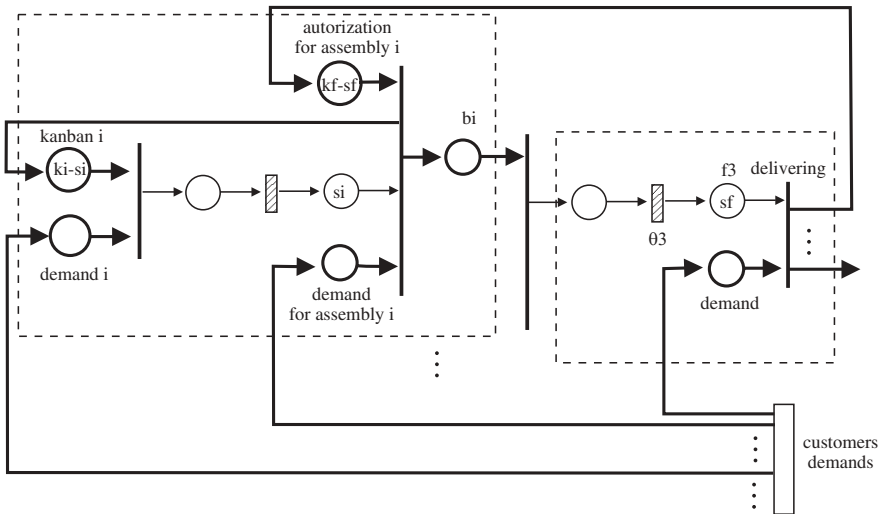 autorization
for assembly i
kf-sf
bi
kanban i
ki-si
si
f3
delivering
sf
θ3
demand i
demand
for assembly i
demand
customers
demands